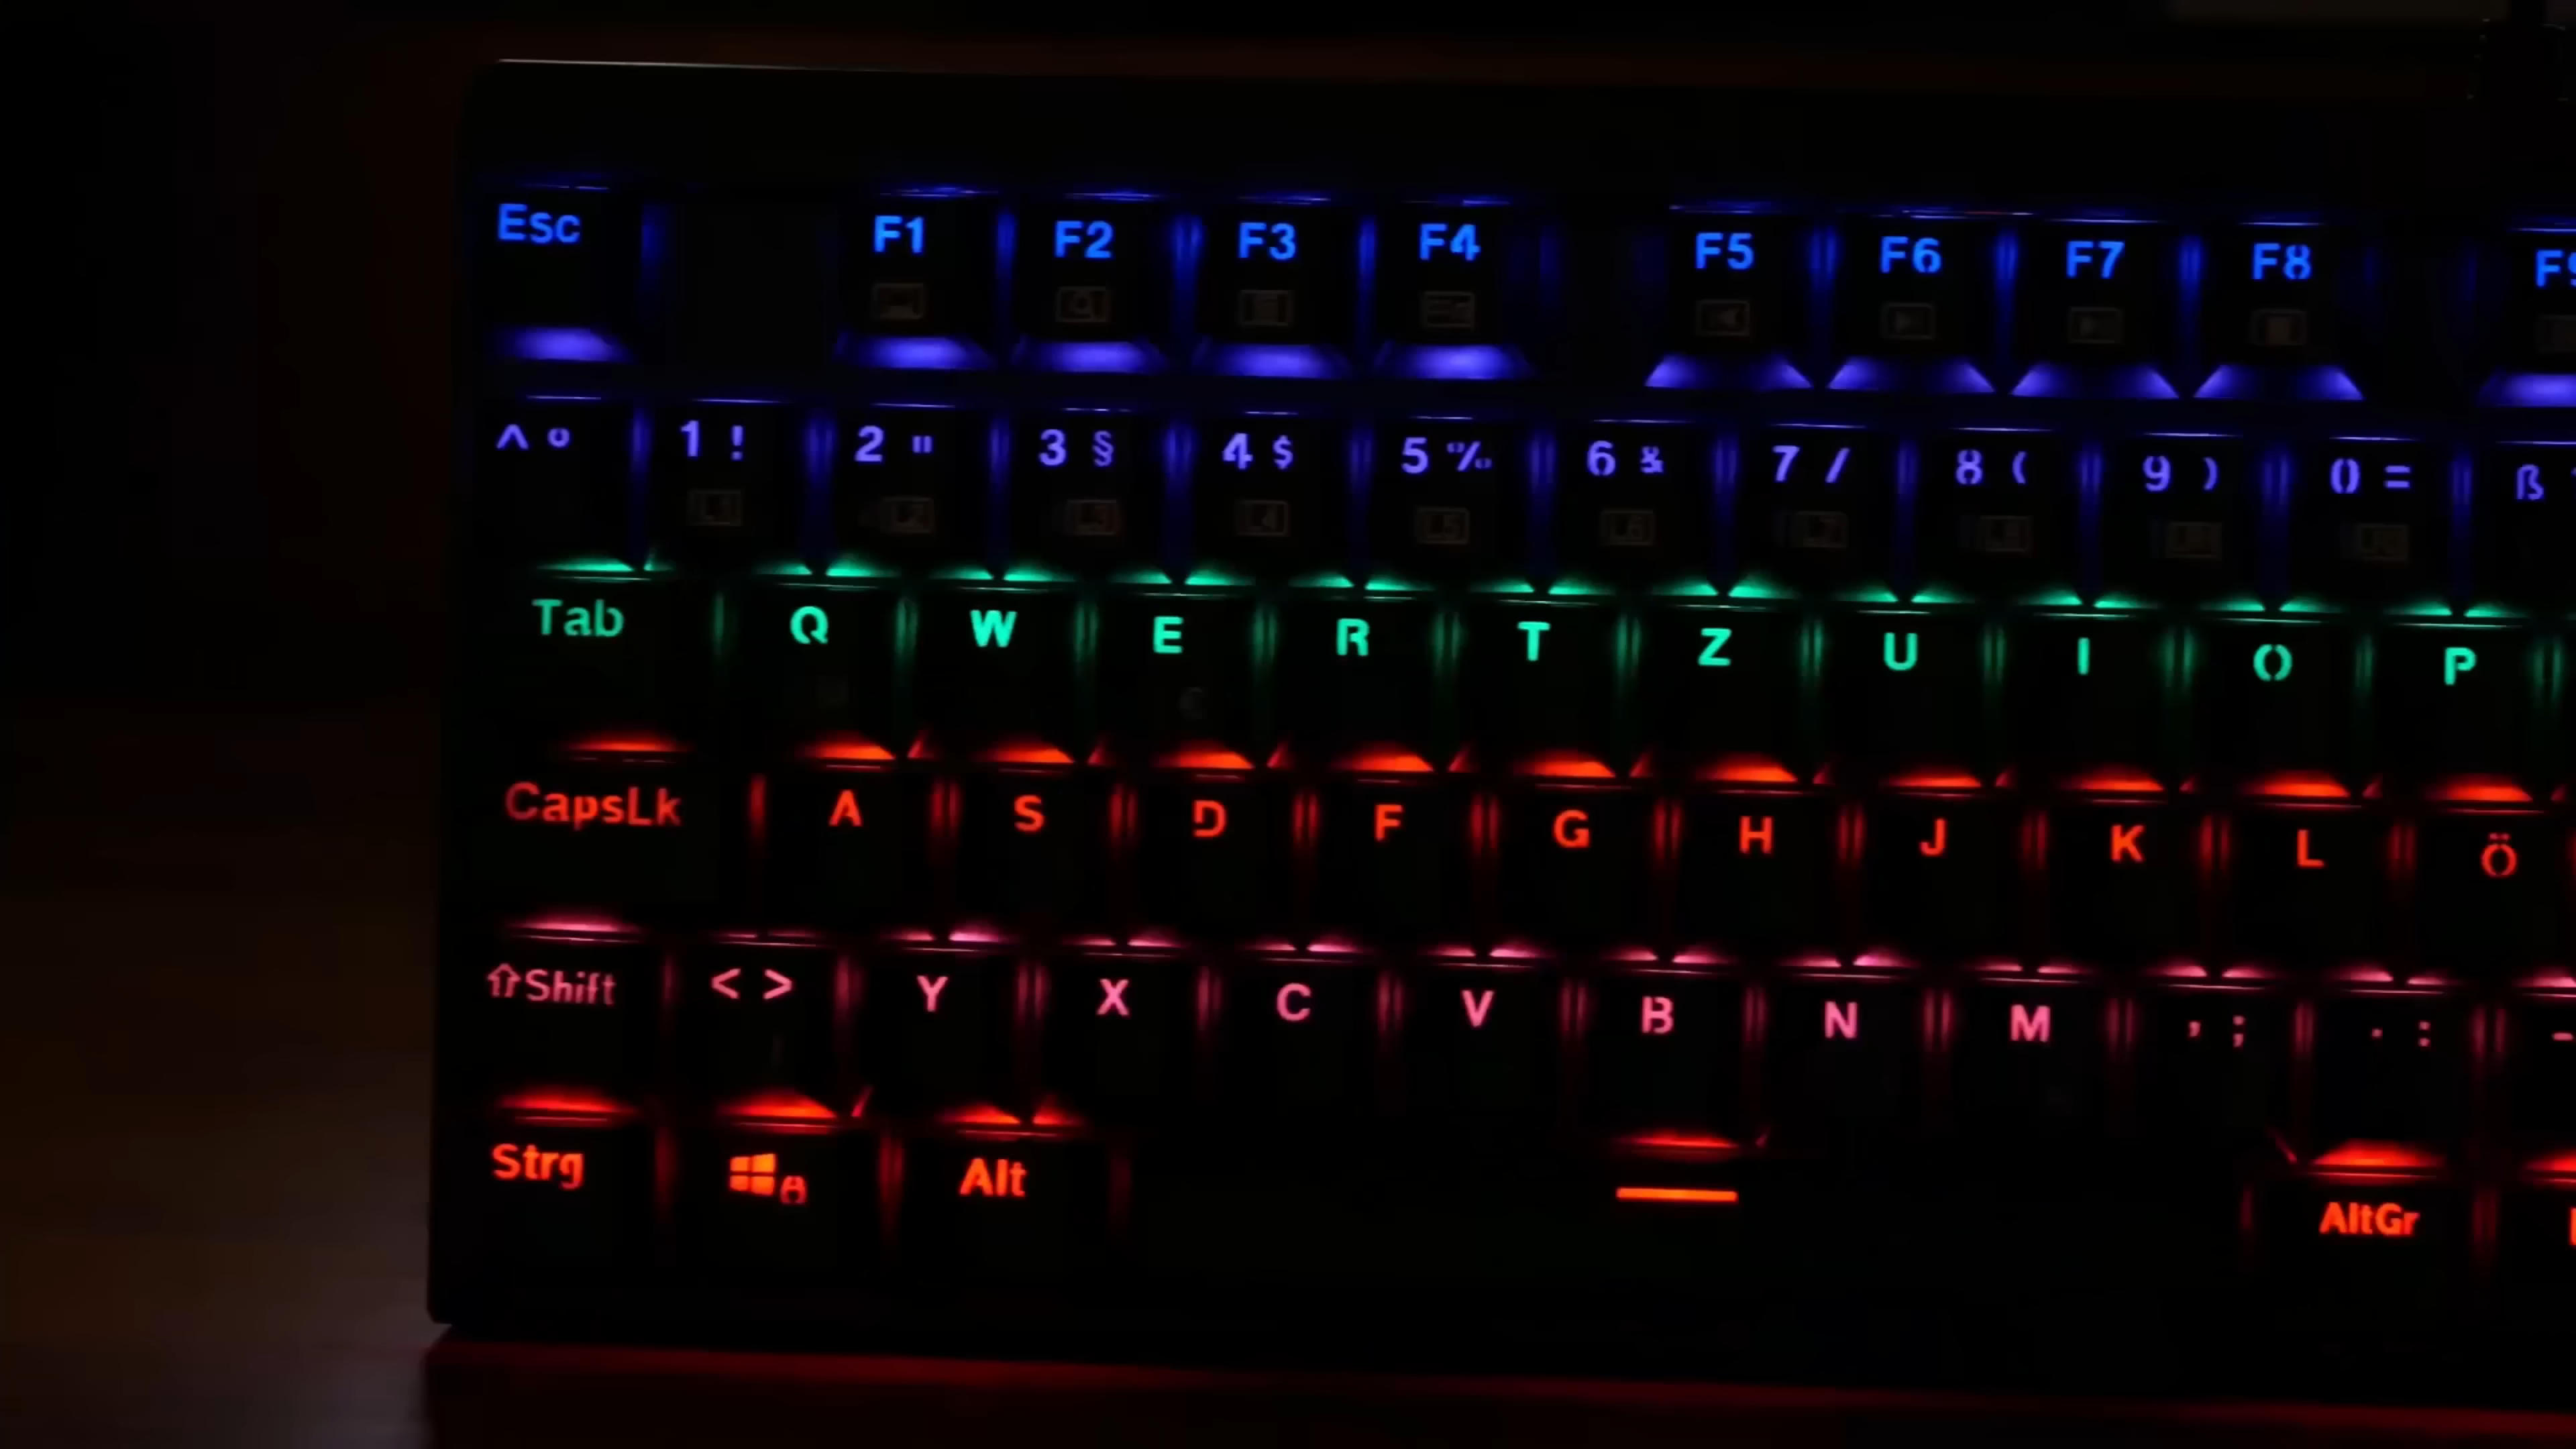 Esc F1 F2 F3 F4 F5 F6 F7 F8 F9
^ ° 1 ! 2 " 3 § 4 $ 5 % 6 & 7 / 8 ( 9 ) 0 = ß
Tab Q W E R T Z U I O P
CapsLk A S D F G H J K L Ö
⇧Shift < > Y X C V B N M , ; . : -
Strg Alt AltGr